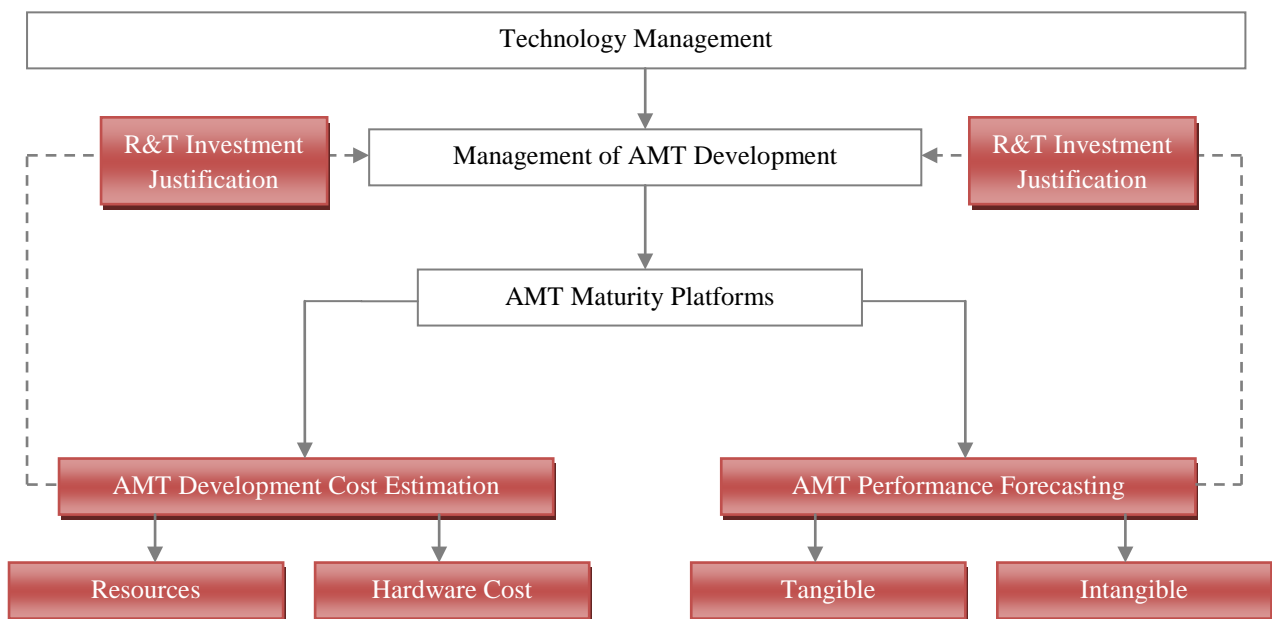 Technology Management
R&T Investment
Justification
Management of AMT Development
R&T Investment
Justification
AMT Maturity Platforms
AMT Development Cost Estimation
AMT Performance Forecasting
Resources
Hardware Cost
Tangible
Intangible